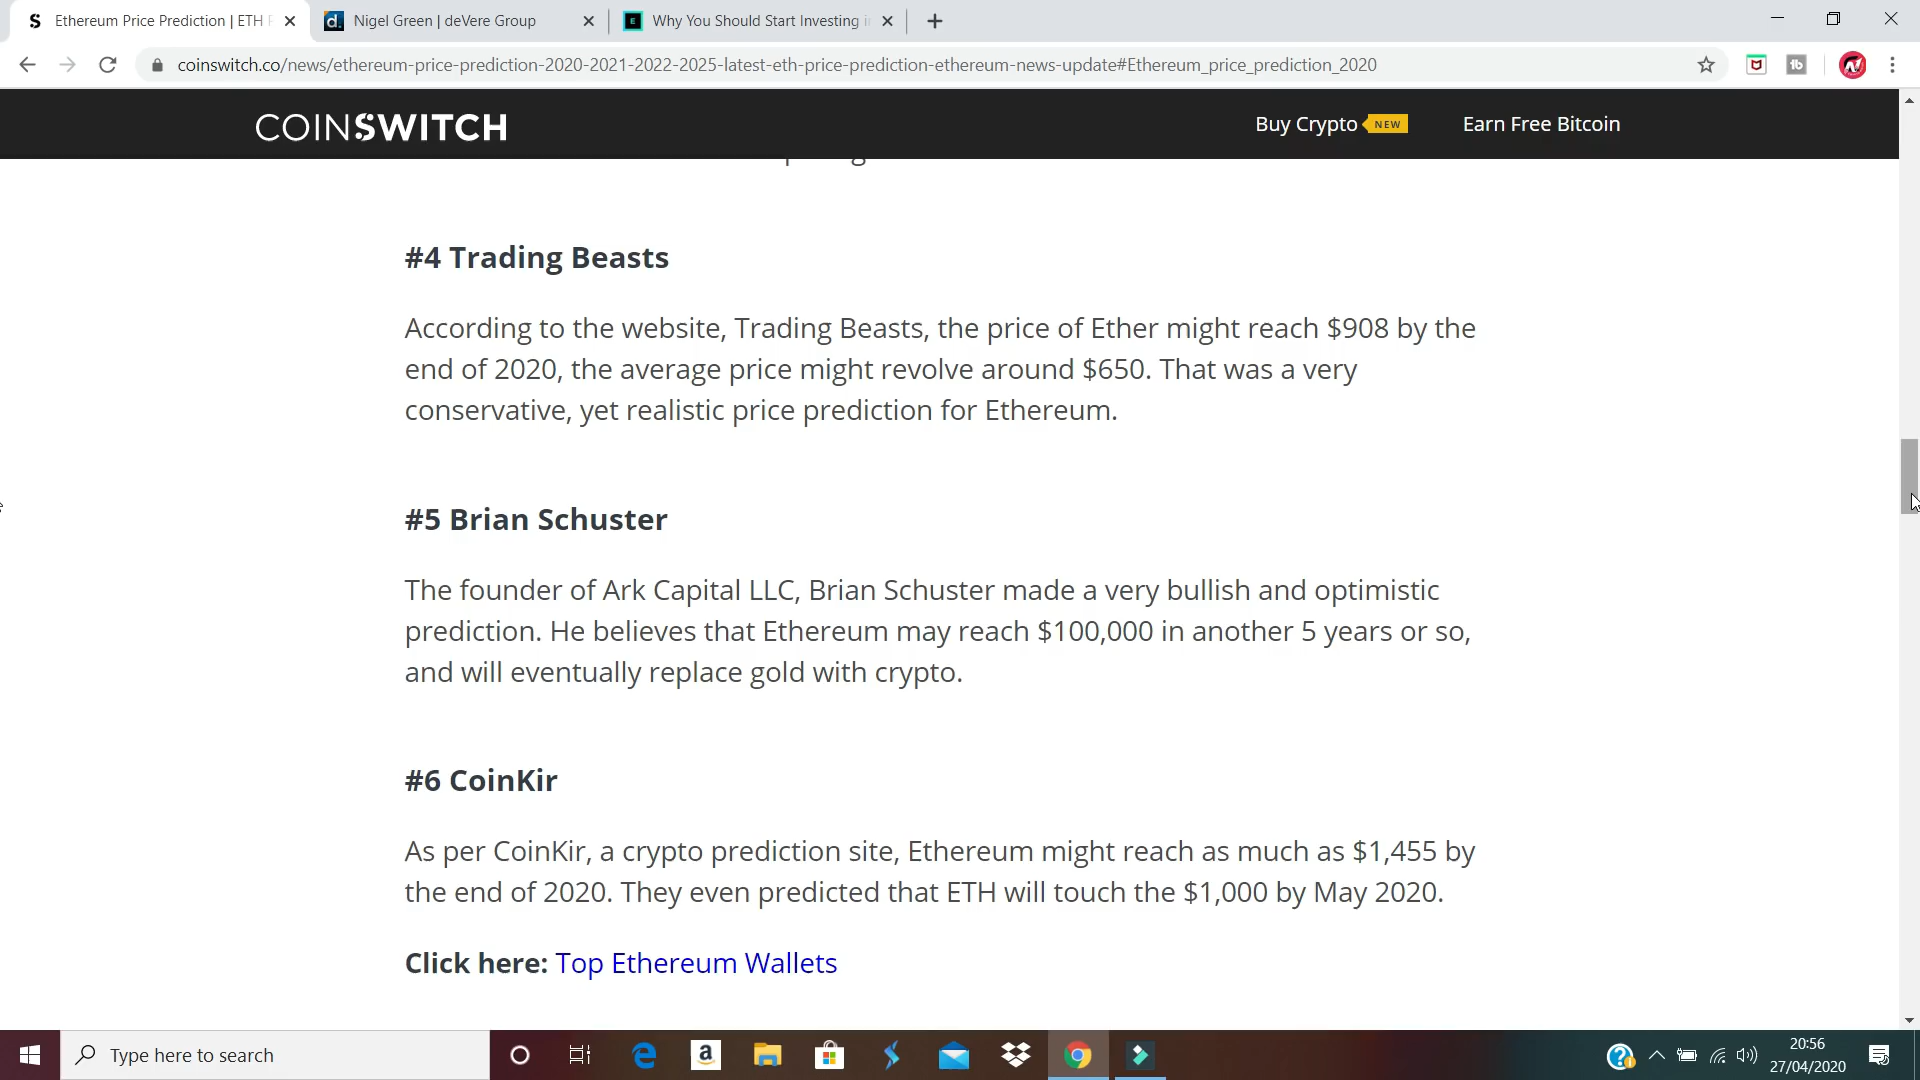 Ethereum Price Prediction | ETH
Nigel Green | deVere Group
Why You Should Start Investing
coinswitch.co/news/ethereum-price-prediction-2020-2021-2022-2025-latest-eth-price-prediction-ethereum-news-update#Ethereum_price_prediction_2020
COINSWITCH
Buy Crypto NEW
Earn Free Bitcoin
#4 Trading Beasts
According to the website, Trading Beasts, the price of Ether might reach $908 by the
end of 2020, the average price might revolve around $650. That was a very
conservative, yet realistic price prediction for Ethereum.
#5 Brian Schuster
The founder of Ark Capital LLC, Brian Schuster made a very bullish and optimistic
prediction. He believes that Ethereum may reach $100,000 in another 5 years or so,
and will eventually replace gold with crypto.
#6 CoinKir
As per CoinKir, a crypto prediction site, Ethereum might reach as much as $1,455 by
the end of 2020. They even predicted that ETH will touch the $1,000 by May 2020.
Click here: Top Ethereum Wallets
Type here to search
20:56
27/04/2020